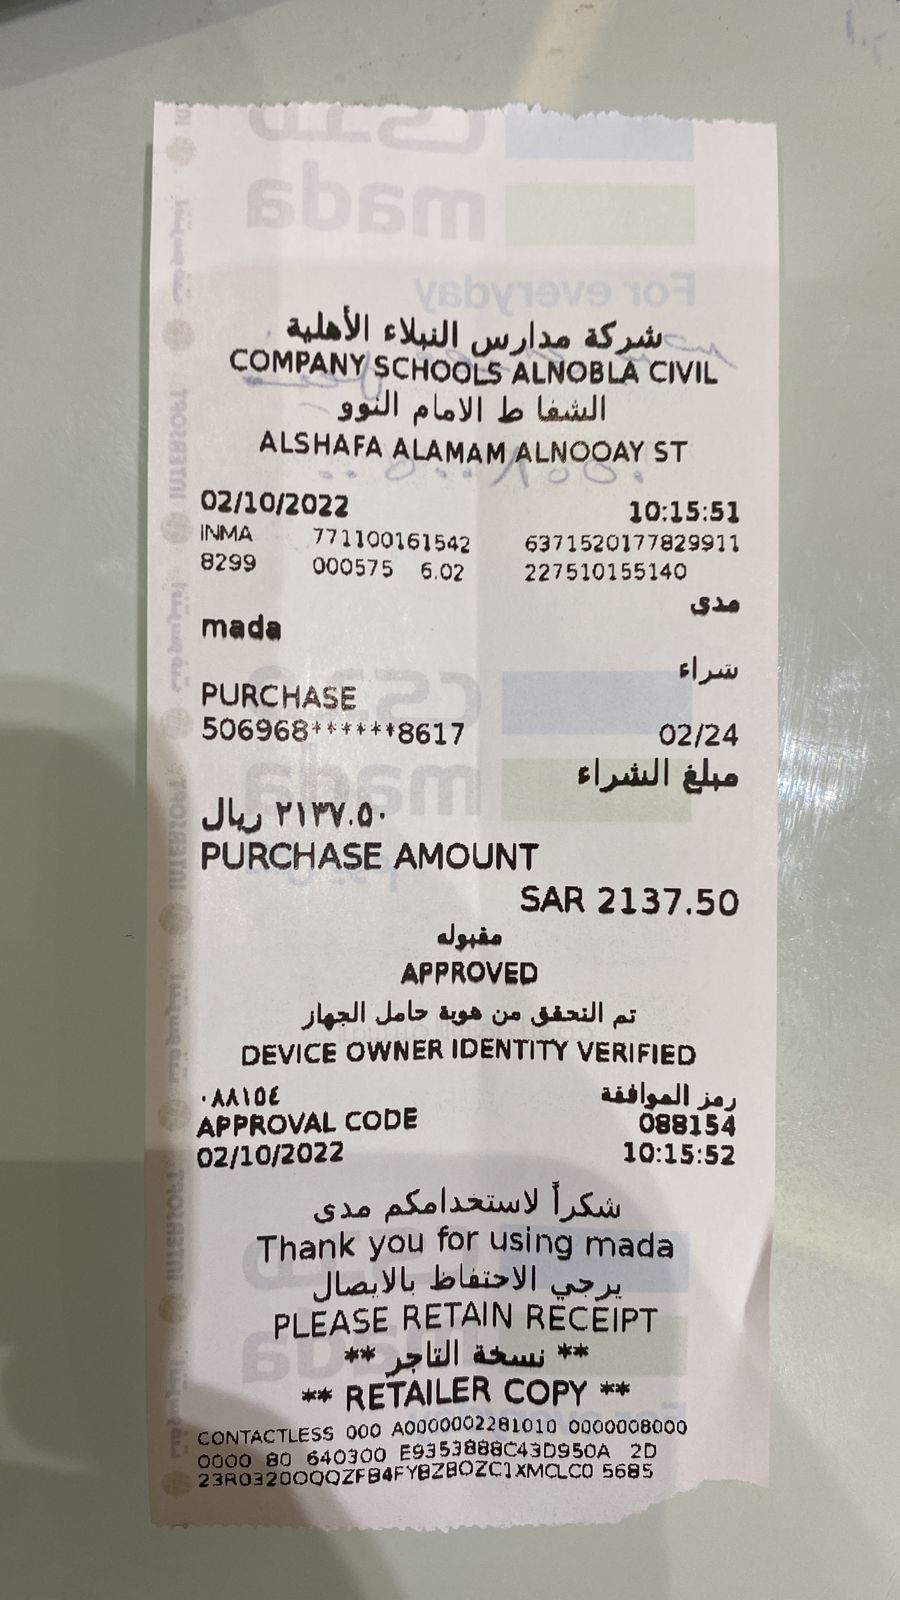 شركة مدارس النبلاء الأهلية
COMPANY SCHOOLS ALNOBLA CIVIL
الشفا ط الامام النوو
ALSHAFA ALAMAM ALNOOAY ST
02/10/2022 10:15:51
INMA 771100161542 6371520177829911
8299 000575 6.02 227510155140
مدى
mada
شراء
PURCHASE
506968******8617 02/24
مبلغ الشراء
٢١٣٧.٥٠ ريال
PURCHASE AMOUNT
SAR 2137.50
مقبوله
APPROVED
تم التحقق من هوية حامل الجهاز
DEVICE OWNER IDENTITY VERIFIED
رمز الموافقة ٠٨٨١٥٤
APPROVAL CODE 088154
02/10/2022 10:15:52
شكراً لاستخدامكم مدى
Thank you for using mada
يرجي الاحتفاظ بالايصال
PLEASE RETAIN RECEIPT
** نسخة التاجر **
** RETAILER COPY **
CONTACTLESS 000 A0000002281010 0000008000
0000 80 640300 E9353888C43D950A 2D
5685